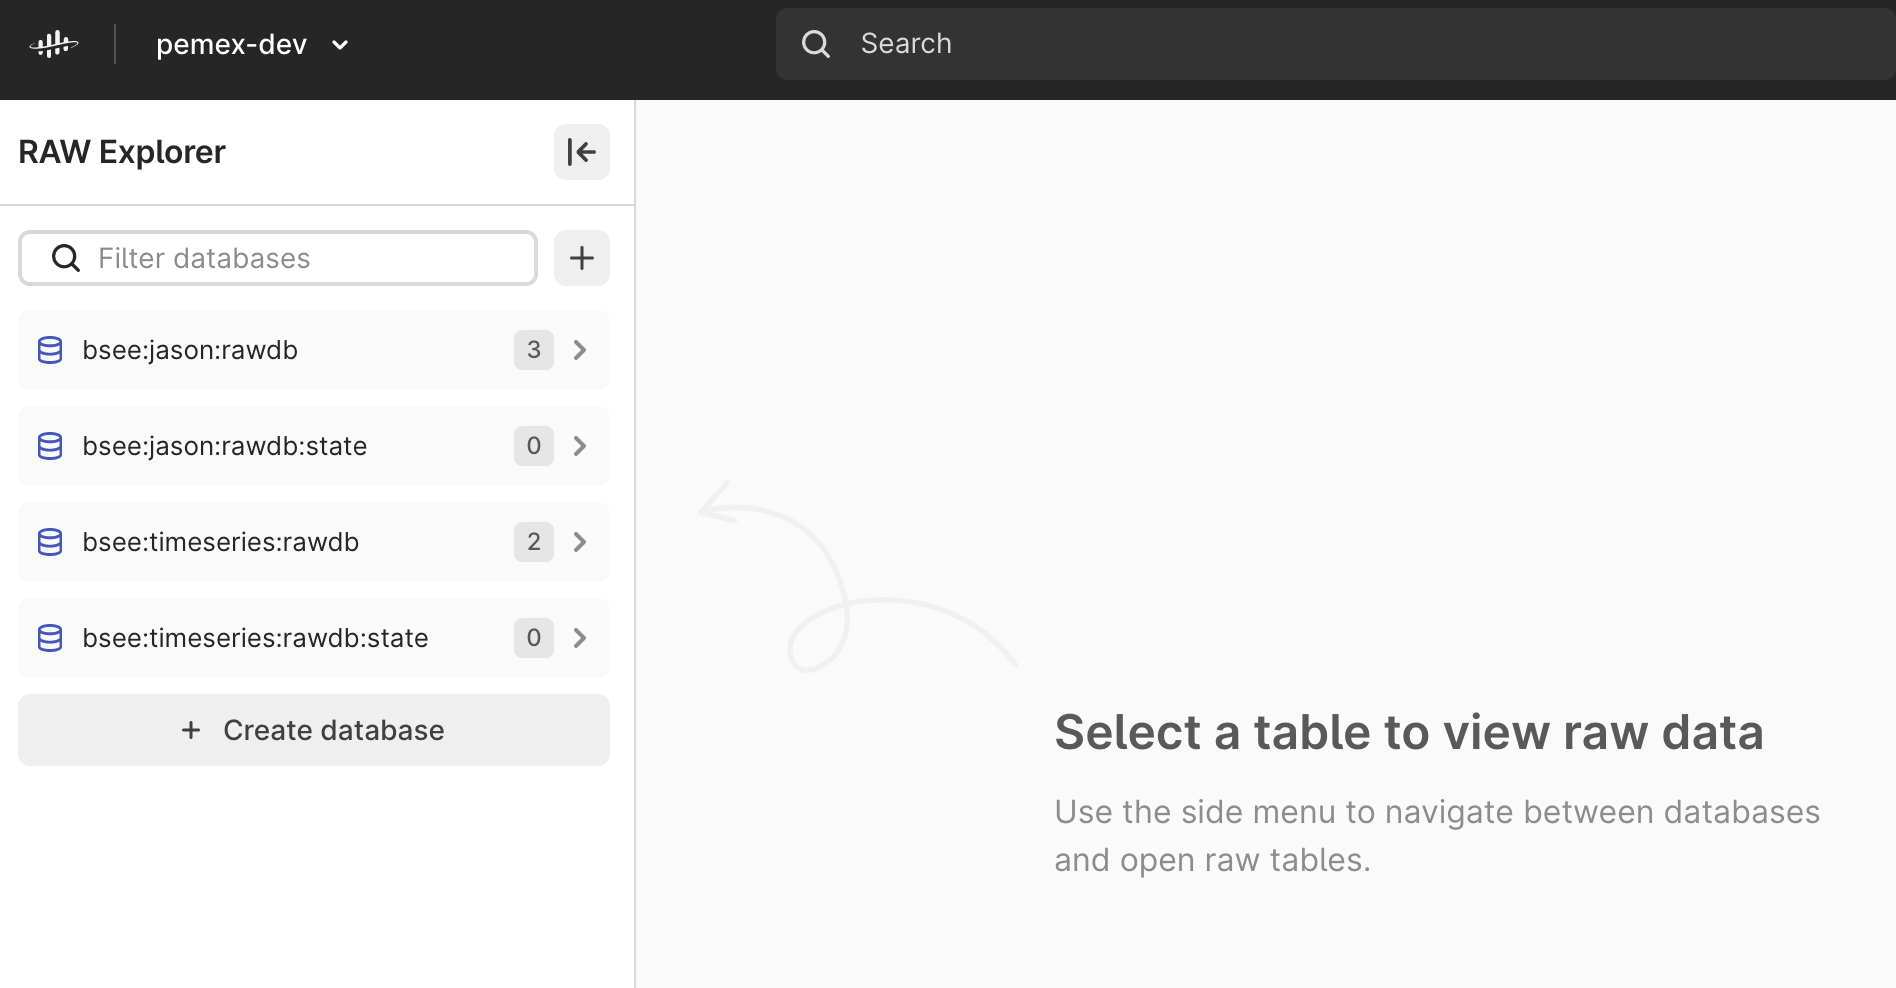 pemex-dev
Search
RAW Explorer
Filter databases
bsee:jason:rawdb 3
bsee:jason:rawdb:state 0
bsee:timeseries:rawdb 2
bsee:timeseries:rawdb:state 0
+ Create database
Select a table to view raw data
Use the side menu to navigate between databases
and open raw tables.